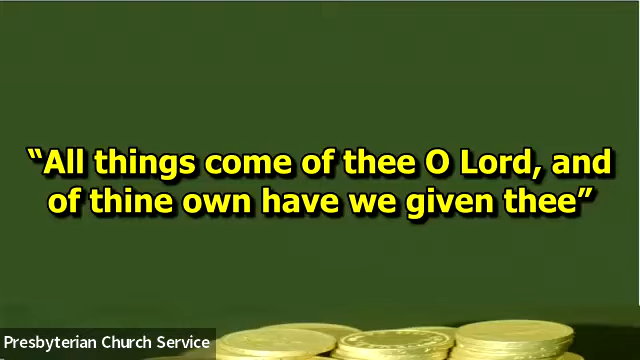 “All things come of thee O Lord, and
of thine own have we given thee”
Presbyterian Church Service